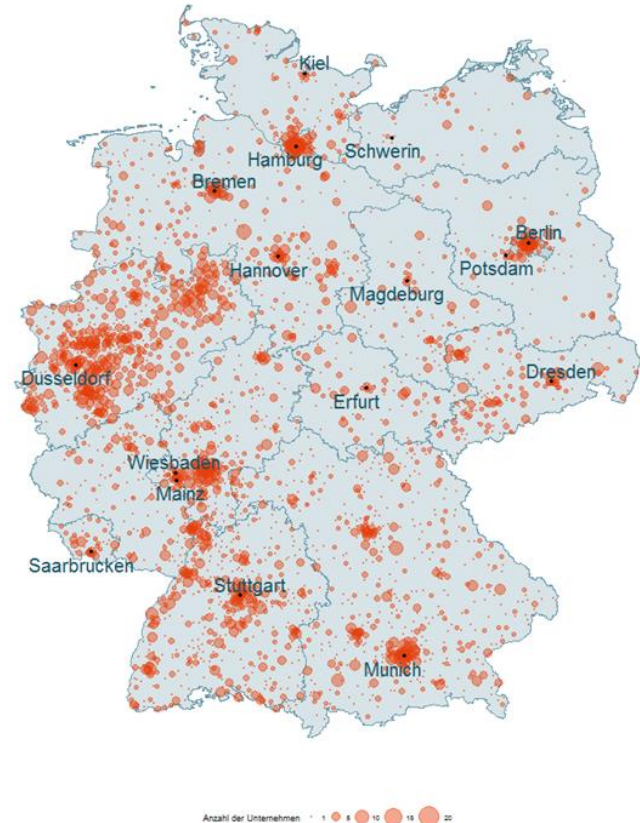 Kiel
Hamburg
Schwerin
Bremen
Berlin
Hannover
Potsdam
Magdeburg
Dusseldorf
Dresden
Erfurt
Wiesbaden
Mainz
Saarbrucken
Stuttgart
Munich
Anzahl der Unternehmen 1 5 10 15 20